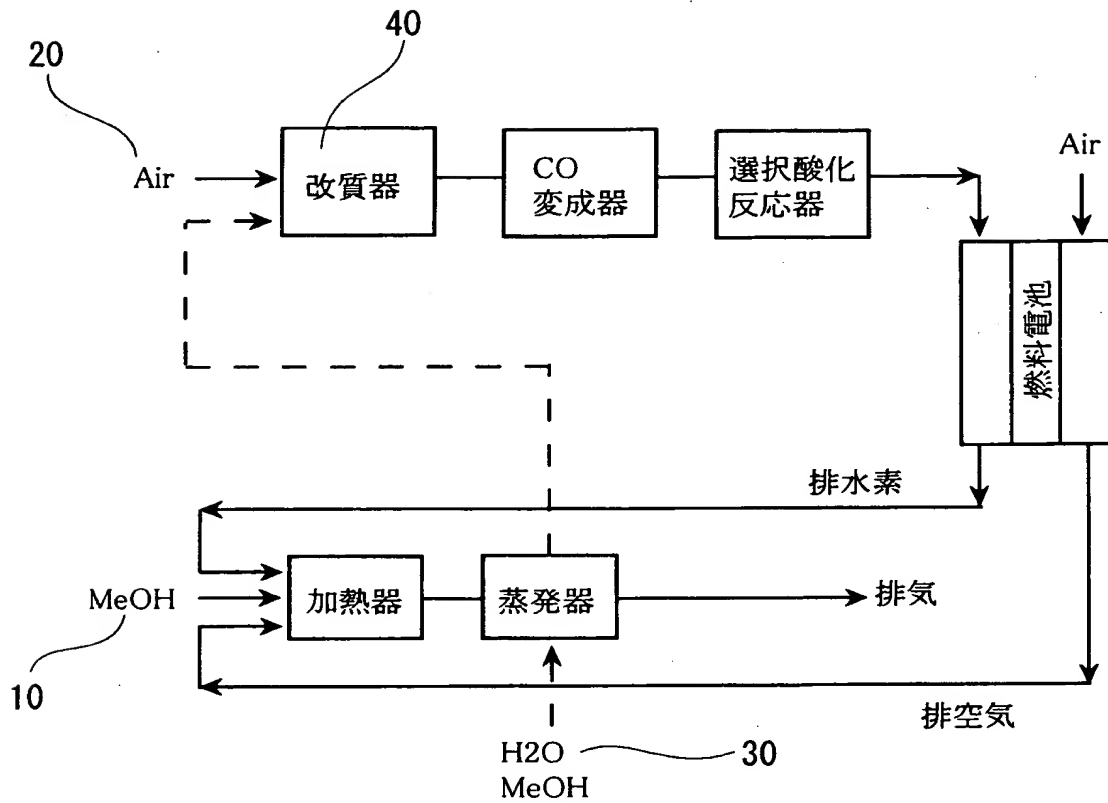 40
20
Air
改質器
CO
変成器
選択酸化
反応器
Air
燃料電池
排水素
MeOH
加熱器
蒸発器
排気
10
排空気
H2O
MeOH
30